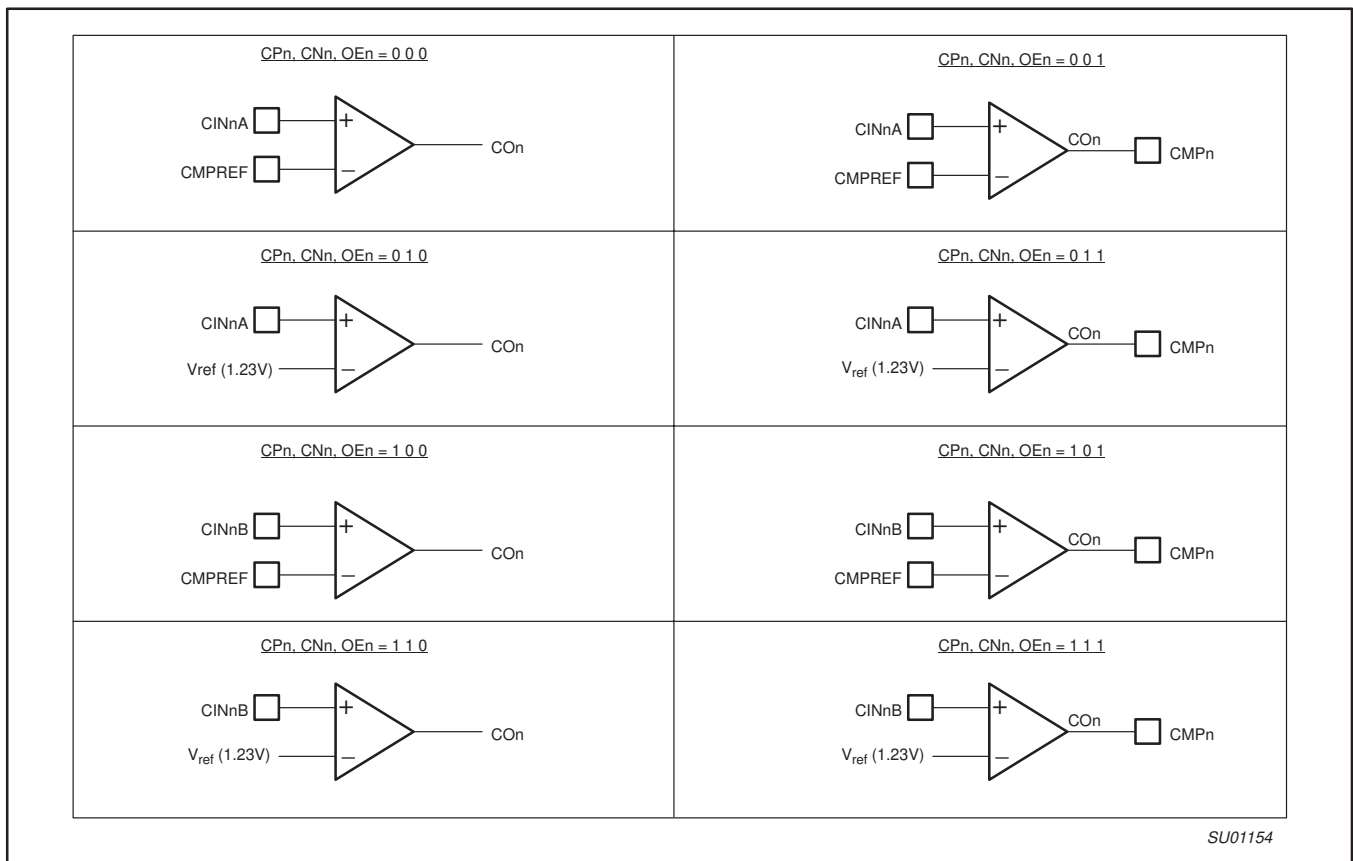 CPn, CNn, OEn = 0 0 0
CINnA
+
COn
CMPREF
–
CPn, CNn, OEn = 0 0 1
CINnA
+
COn
CMPn
CMPREF
–
CPn, CNn, OEn = 0 1 0
CINnA
+
COn
Vref (1.23V)
–
CPn, CNn, OEn = 0 1 1
CINnA
+
COn
CMPn
Vref (1.23V)
–
CPn, CNn, OEn = 1 0 0
CINnB
+
COn
CMPREF
–
CPn, CNn, OEn = 1 0 1
CINnB
+
COn
CMPn
CMPREF
–
CPn, CNn, OEn = 1 1 0
CINnB
+
COn
Vref (1.23V)
–
CPn, CNn, OEn = 1 1 1
CINnB
+
COn
CMPn
Vref (1.23V)
–
SU01154